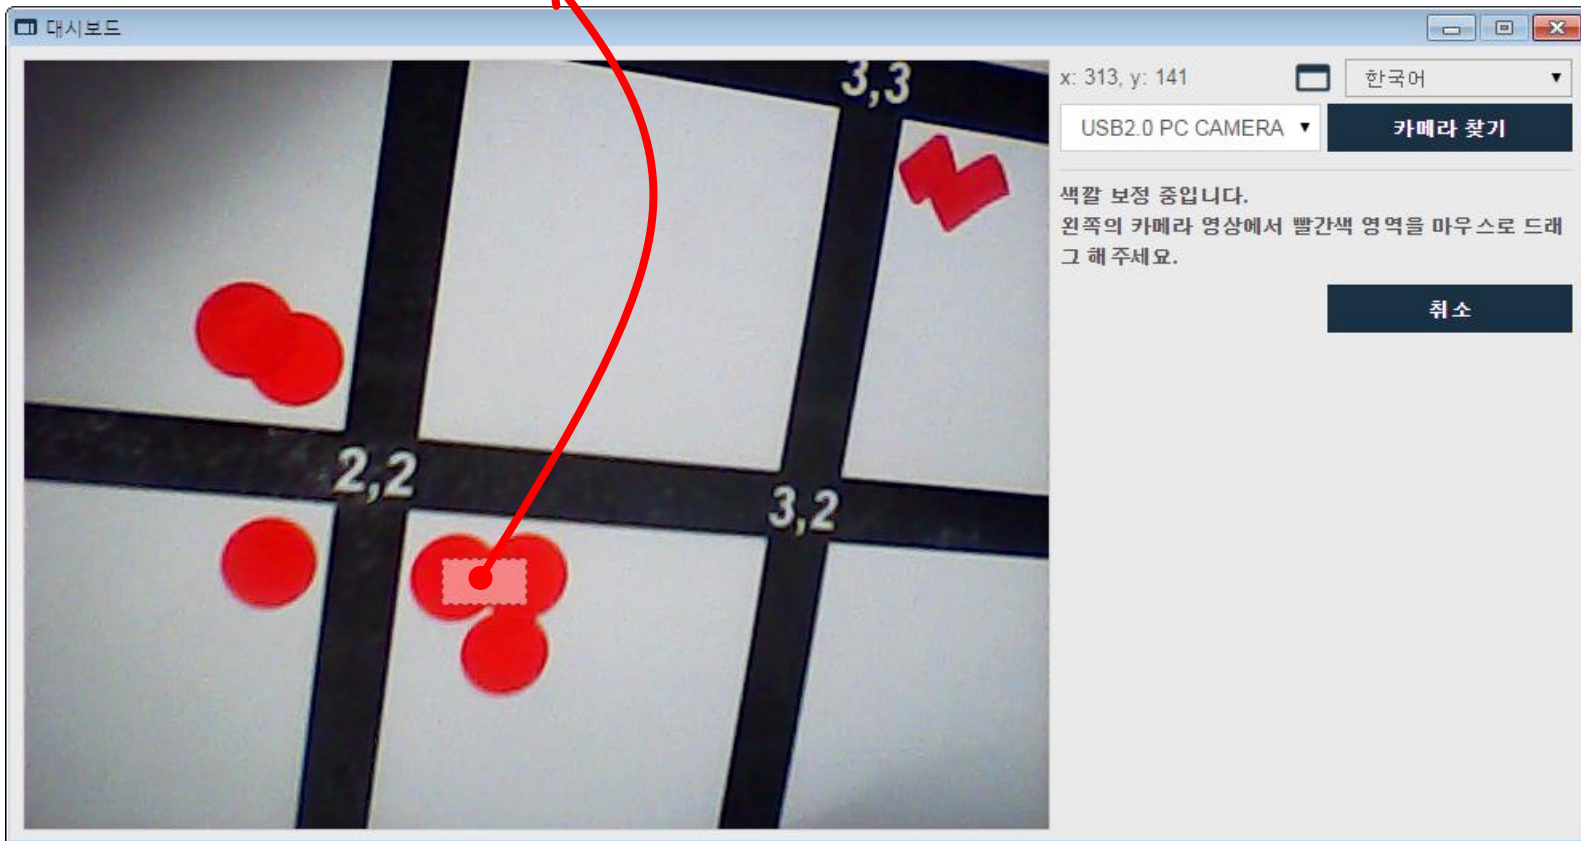 대시보드
x: 313, y: 141
한국어
USB2.0 PC CAMERA
카메라 찾기
색깔 보정 중입니다.
왼쪽의 카메라 영상에서 빨간색 영역을 마우스로 드래
그 해 주세요.
취소
3,3
2,2
3,2